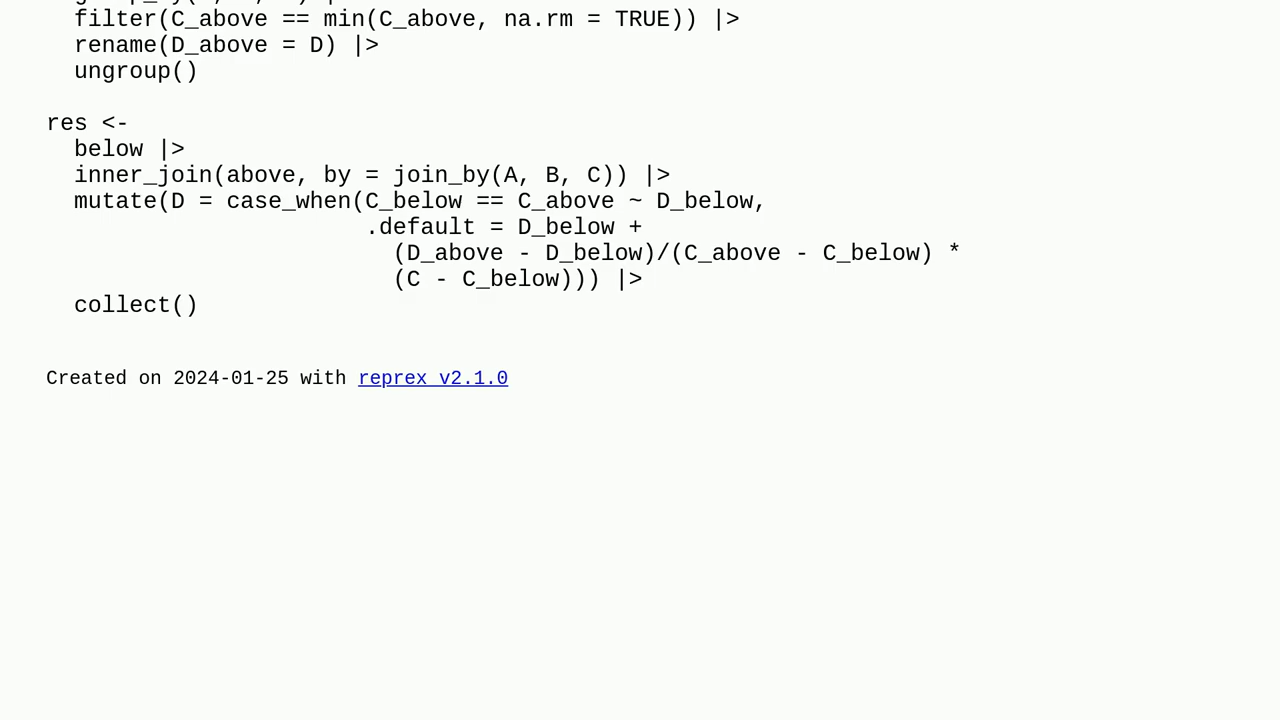 filter(C_above == min(C_above, na.rm = TRUE)) |>
rename(D_above = D) |>
ungroup()
res <-
below |>
inner_join(above, by = join_by(A, B, C)) |>
mutate(D = case_when(C_below == C_above ~ D_below,
.default = D_below +
(D_above - D_below)/(C_above - C_below) *
(C - C_below))) |>
collect()
Created on 2024-01-25 with reprex v2.1.0